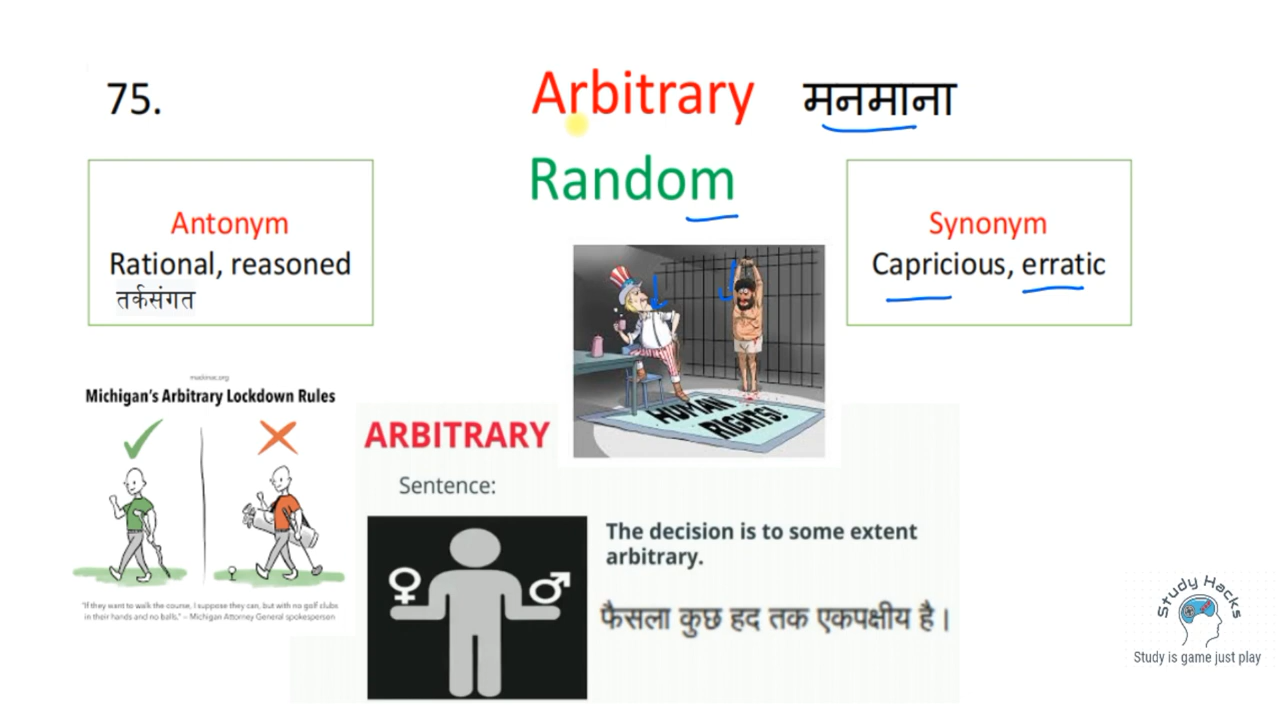 75.
Arbitrary मनमाना
Random
Antonym
Rational, reasoned
तर्कसंगत
Synonym
Capricious, erratic
HUMAN
RIGHTS!
Michigan's Arbitrary Lockdown Rules
"If they want to walk the course, I suppose they can, but with no golf clubs
in their hands and no balls." – Michigan Attorney General spokesperson
ARBITRARY
Sentence:
The decision is to some extent
arbitrary.
फैसला कुछ हद तक एकपक्षीय है।
Study Hacks
Study is game just play